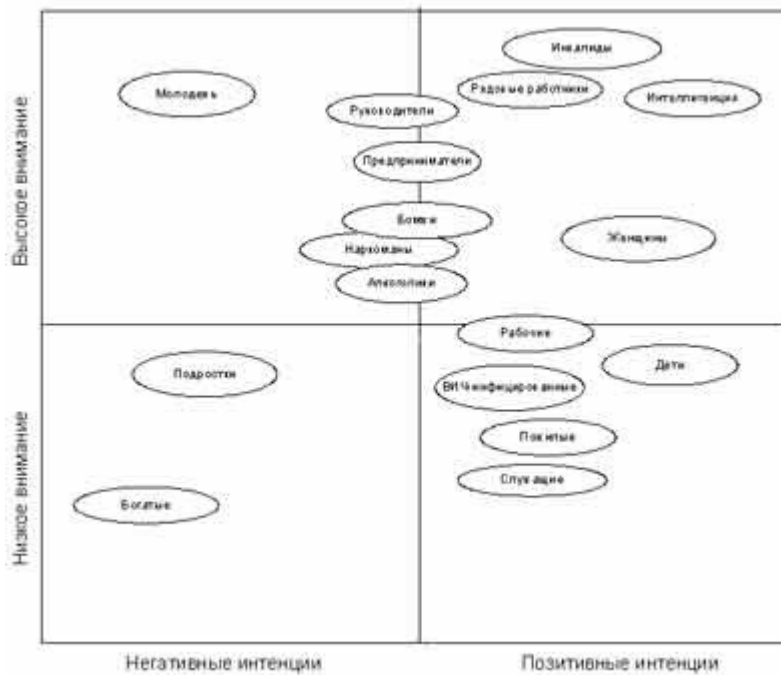 Высокое внимание
Низкое внимание
Инвалиды
Молодежь
Рядовые работники
Интеллигенция
Руководители
Предприниматели
Бомжи
Женщины
Наркоманы
Алкоголики
Рабочие
Подростки
Дети
ВИЧ-инфицированные
Пожилые
Служащие
Богатые
Негативные интенции
Позитивные интенции